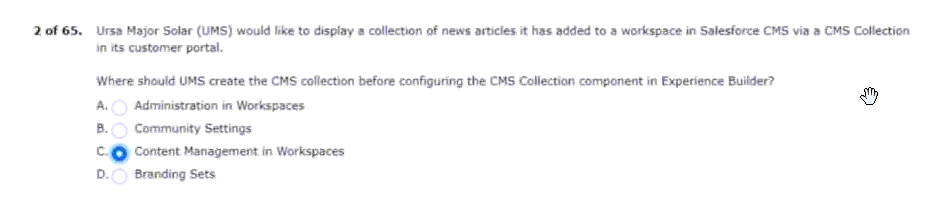 2 of 65. Ursa Major Solar (UMS) would like to display a collection of news articles it has added to a workspace in Salesforce CMS via a CMS Collection
in its customer portal.
Where should UMS create the CMS collection before configuring the CMS Collection component in Experience Builder?
A. Administration in Workspaces
B. Community Settings
C. Content Management in Workspaces
D. Branding Sets